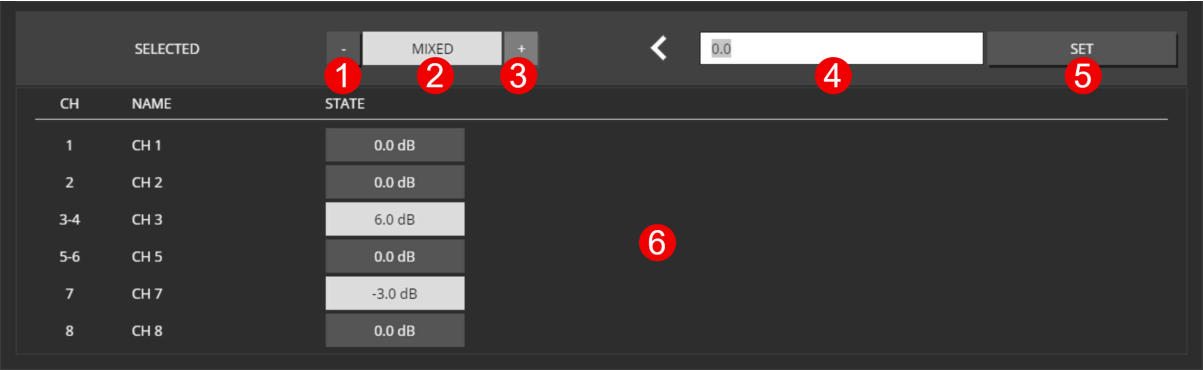 SELECTED - MIXED + 0.0 SET
1 2 3 4 5
CH NAME STATE
1 CH 1 0.0 dB
2 CH 2 0.0 dB
3-4 CH 3 6.0 dB
6
5-6 CH 5 0.0 dB
7 CH 7 -3.0 dB
8 CH 8 0.0 dB